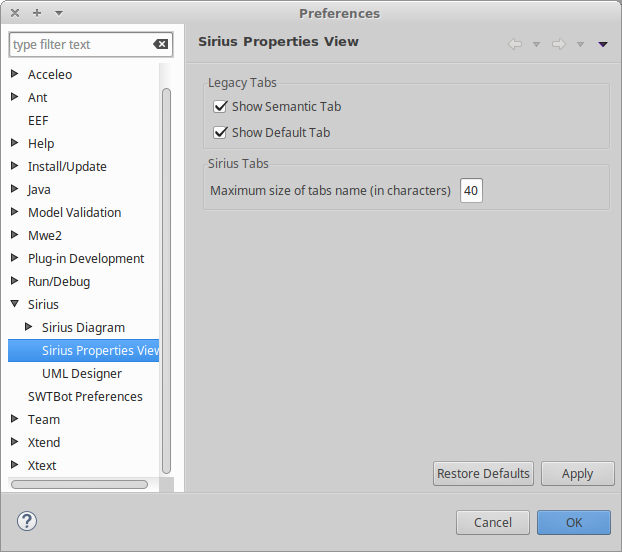 Preferences
type filter text
Acceleo
Ant
EEF
Help
Install/Update
Java
Model Validation
Mwe2
Plug-in Development
Run/Debug
Sirius
Sirius Diagram
Sirius Properties View
UML Designer
SWTBot Preferences
Team
Xtend
Xtext
Sirius Properties View
Legacy Tabs
Show Semantic Tab
Show Default Tab
Sirius Tabs
Maximum size of tabs name (in characters) 40
Restore Defaults Apply
? Cancel OK